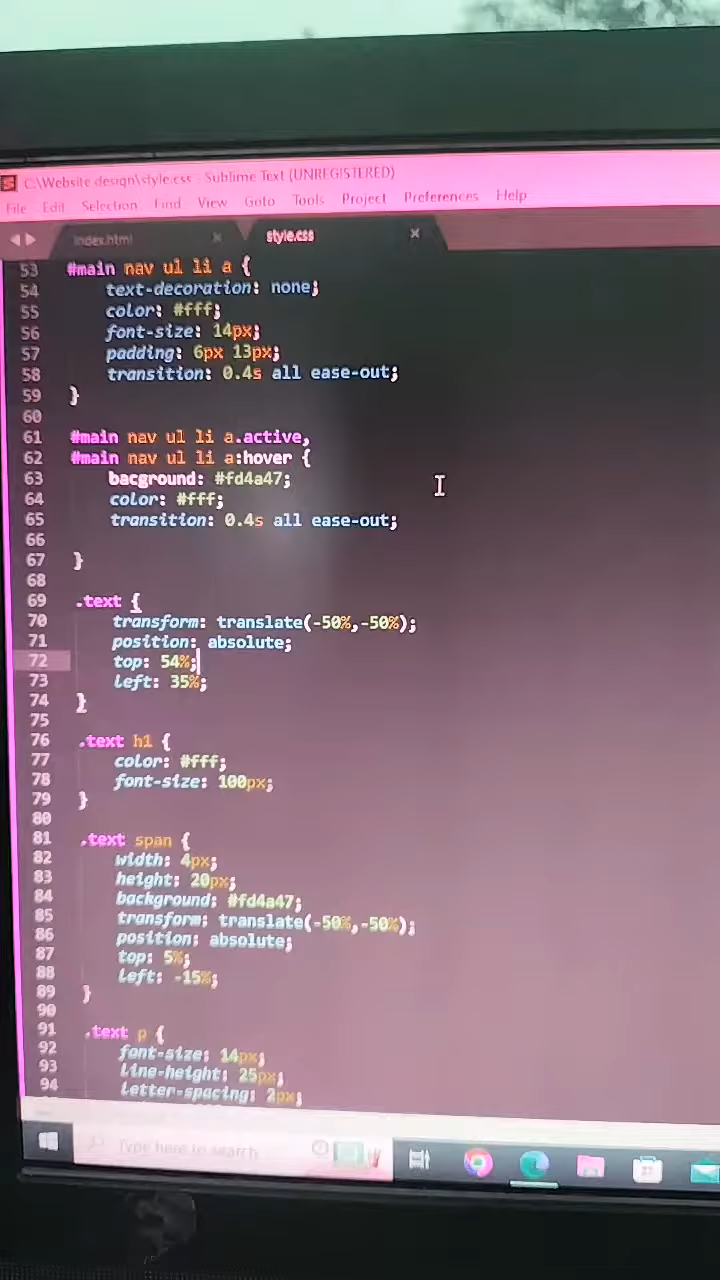 C:\Website design\style.css - Sublime Text (UNREGISTERED)
File Edit Selection Find View Goto Tools Project Preferences Help
index.html × style.css ×
53 #main nav ul li a {
54 text-decoration: none;
55 color: #fff;
56 font-size: 14px;
57 padding: 6px 13px;
58 transition: 0.4s all ease-out;
59 }
60
61 #main nav ul li a.active,
62 #main nav ul li a:hover {
63 bacground: #fd4a47;
64 color: #fff;
65 transition: 0.4s all ease-out;
66
67 }
68
69 .text {
70 transform: translate(-50%,-50%);
71 position: absolute;
72 top: 54%;
73 left: 35%;
74 }
75
76 .text h1 {
77 color: #fff;
78 font-size: 100px;
79 }
80
81 .text span {
82 width: 4px;
83 height: 20px;
84 background: #fd4a47;
85 transform: translate(-50%,-50%);
86 position: absolute;
87 top: 5%;
88 left: -15%;
89 }
90
91 .text p {
92 font-size: 14px;
93 line-height: 25px;
94 letter-spacing: 2px;
Type here to search